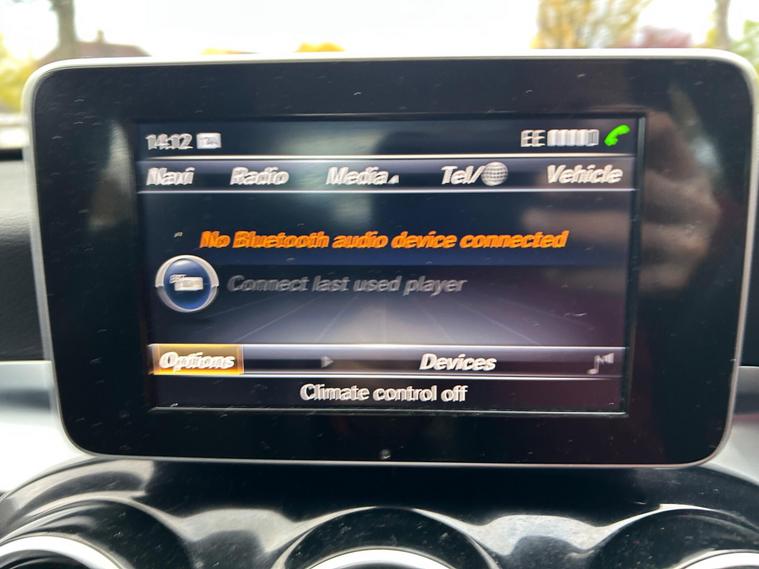 14:12
EE
Navi Radio Media Tel/ Vehicle
No Bluetooth audio device connected
Connect last used player
Options Devices
Climate control off